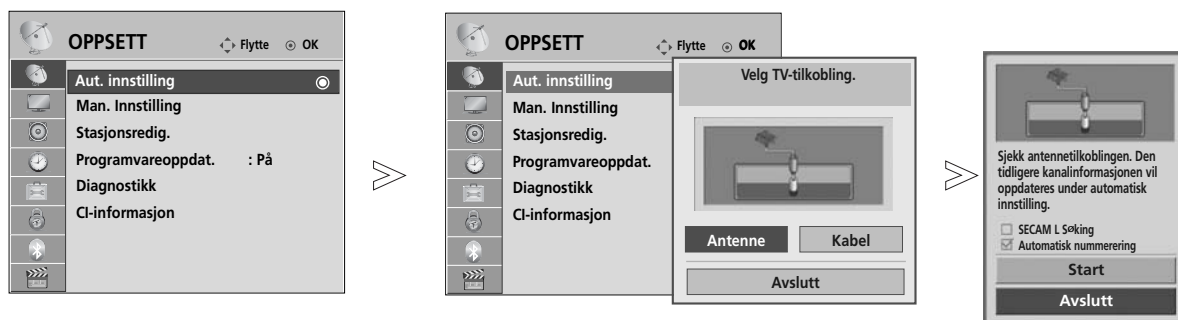 OPPSETT
Flytte OK
Aut. innstilling
Man. Innstilling
Stasjonsredig.
Programvareoppdat. : På
Diagnostikk
CI-informasjon
OPPSETT
Flytte OK
Aut. innstilling
Man. Innstilling
Stasjonsredig.
Programvareoppdat.
Diagnostikk
CI-informasjon
Velg TV-tilkobling.
Antenne Kabel
Avslutt
Sjekk antennetilkoblingen. Den
tidligere kanalinformasjonen vil
oppdateres under automatisk
innstilling.
SECAM L Søking
Automatisk nummerering
Start
Avslutt